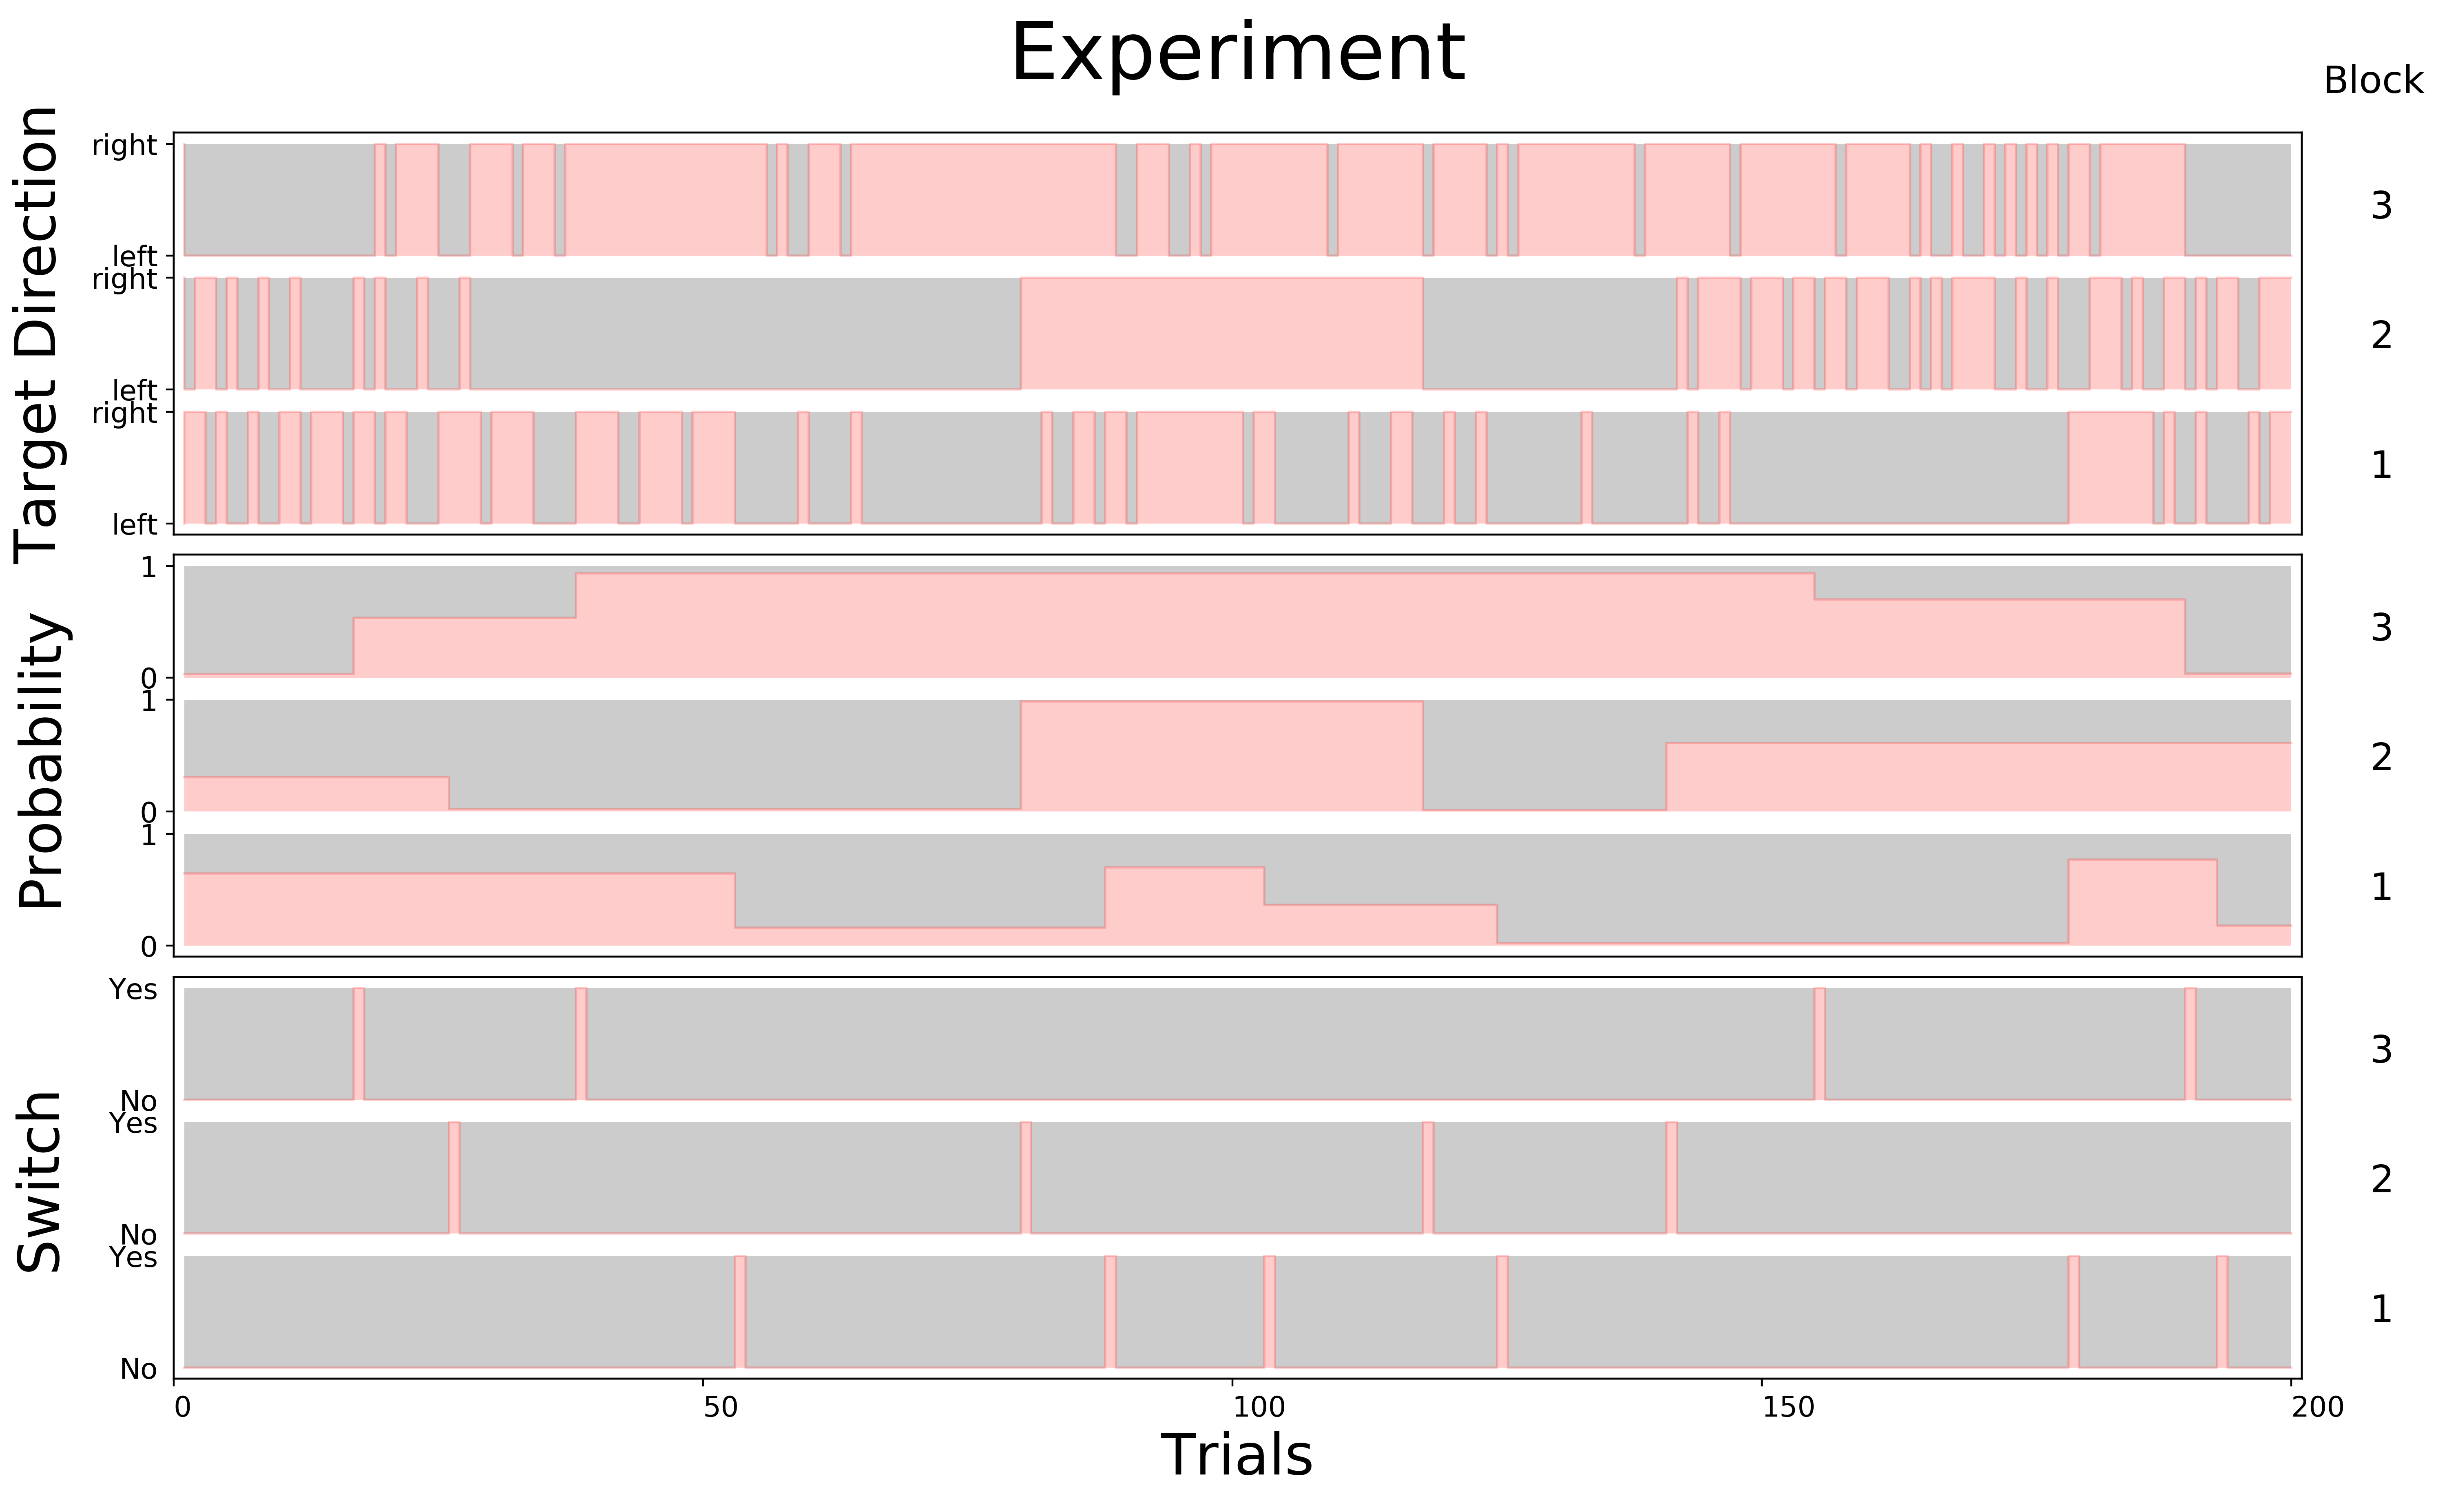 Experiment
Block
Target Direction
right
left
3
right
left
2
right
left
1
Probability
1
0
3
1
0
2
1
0
1
Switch
Yes
No
3
Yes
No
2
Yes
No
1
0 50 100 150 200
Trials